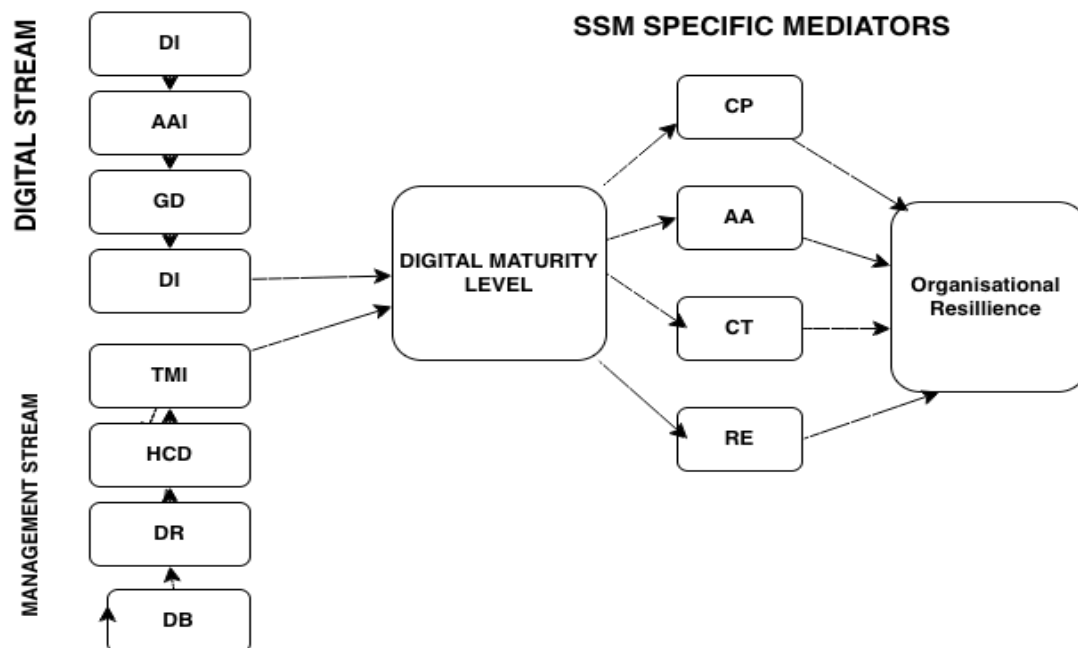 DIGITAL STREAM
DI
AAI
GD
DI
MANAGEMENT STREAM
TMI
HCD
DR
DB
DIGITAL MATURITY
LEVEL
SSM SPECIFIC MEDIATORS
CP
AA
CT
RE
Organisational
Resillience